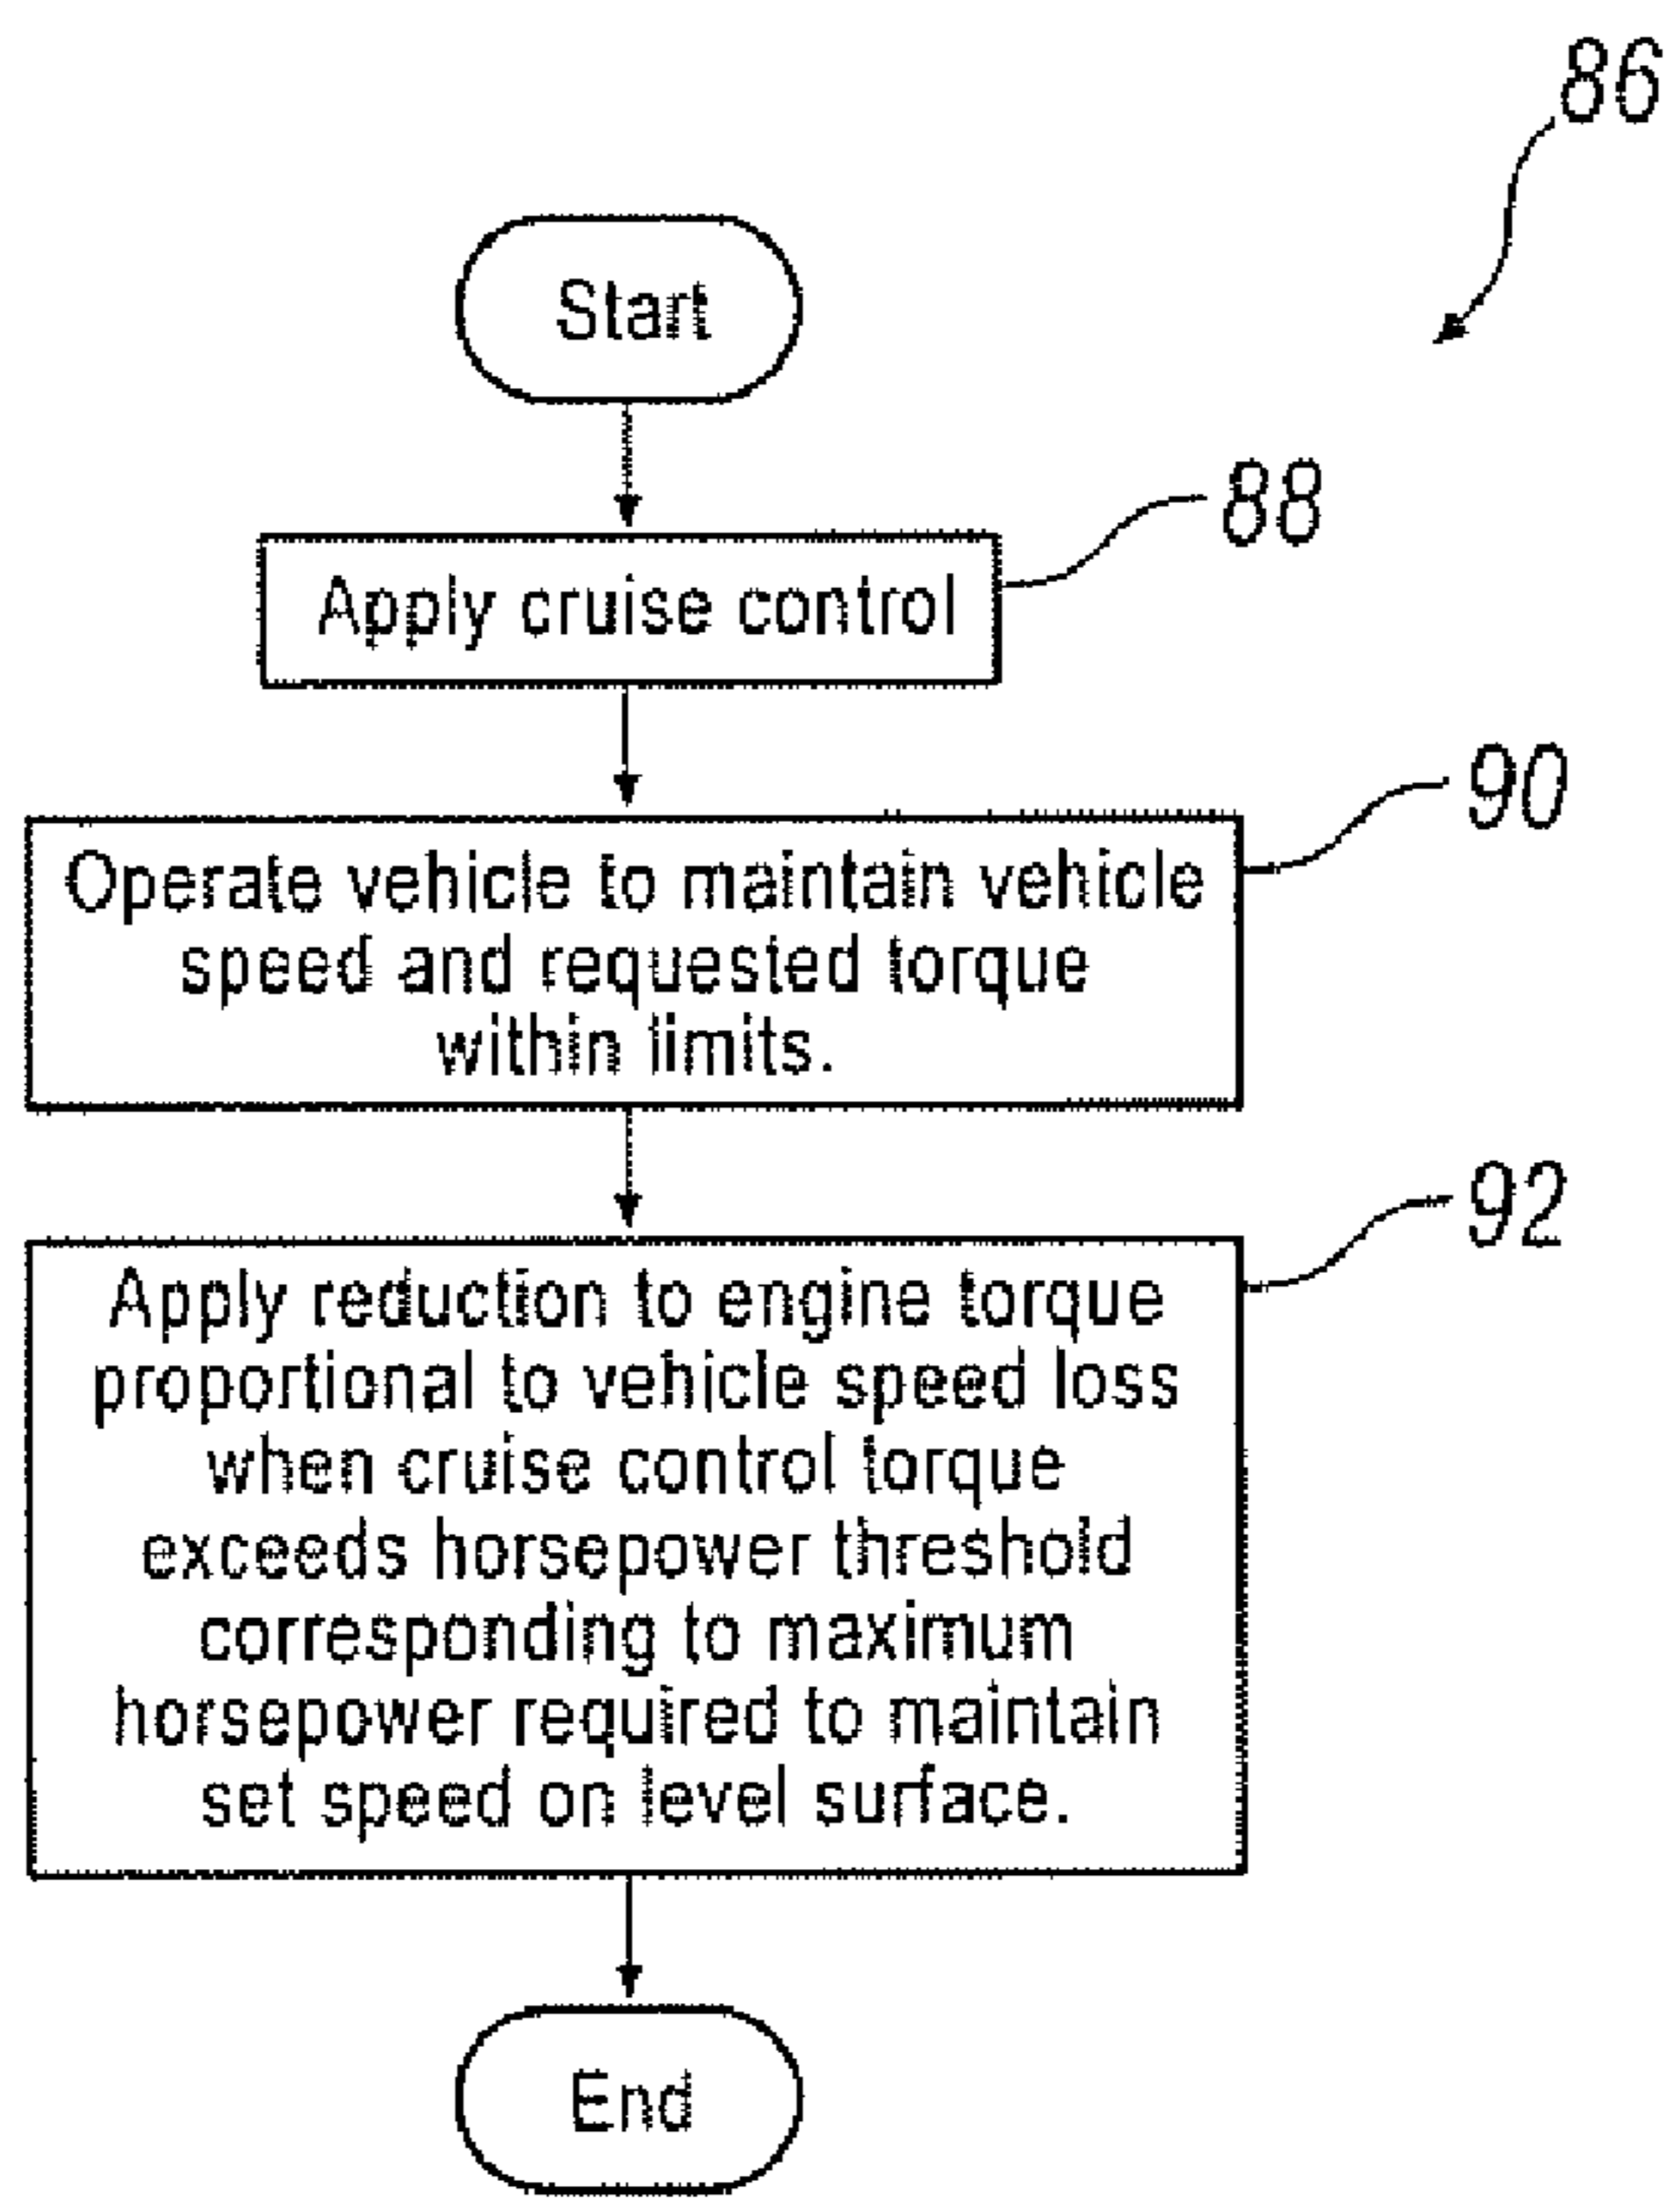 86
Start
88
Apply cruise control
90
Operate vehicle to maintain vehicle
speed and requested torque
within limits.
92
Apply reduction to engine torque
proportional to vehicle speed loss
when cruise control torque
exceeds horsepower threshold
corresponding to maximum
horsepower required to maintain
set speed on level surface.
End